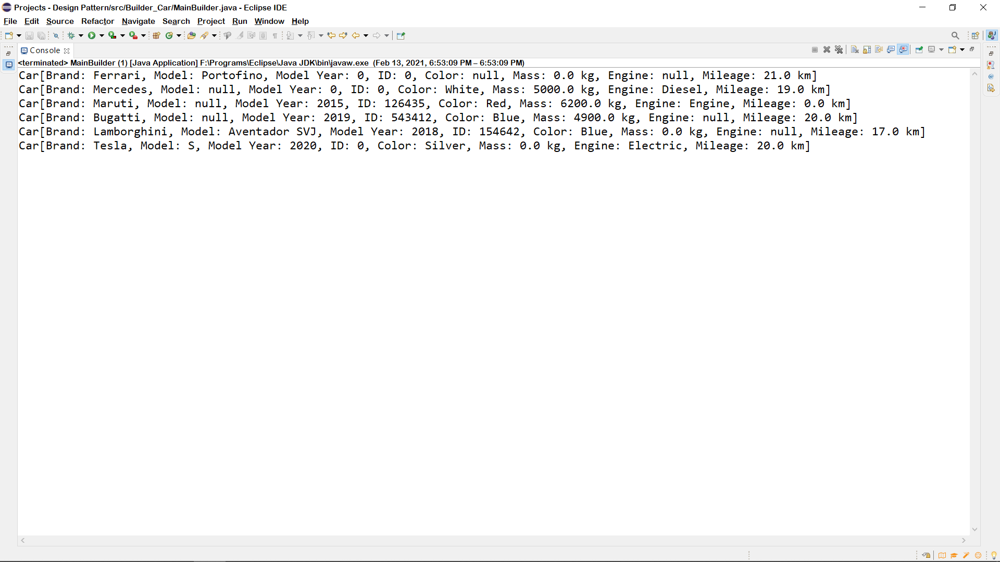 Projects - Design Pattern/src/Builder_Car/MainBuilder.java - Eclipse IDE
File Edit Source Refactor Navigate Search Project Run Window Help
Console
<terminated> MainBuilder (1) [Java Application] F:\Programs\Eclipse\Java JDK\bin\javaw.exe (Feb 13, 2021, 6:53:09 PM – 6:53:09 PM)
Car[Brand: Ferrari, Model: Portofino, Model Year: 0, ID: 0, Color: null, Mass: 0.0 kg, Engine: null, Mileage: 21.0 km]
Car[Brand: Mercedes, Model: null, Model Year: 0, ID: 0, Color: White, Mass: 5000.0 kg, Engine: Diesel, Mileage: 19.0 km]
Car[Brand: Maruti, Model: null, Model Year: 2015, ID: 126435, Color: Red, Mass: 6200.0 kg, Engine: Engine, Mileage: 0.0 km]
Car[Brand: Bugatti, Model: null, Model Year: 2019, ID: 543412, Color: Blue, Mass: 4900.0 kg, Engine: null, Mileage: 20.0 km]
Car[Brand: Lamborghini, Model: Aventador SVJ, Model Year: 2018, ID: 154642, Color: Blue, Mass: 0.0 kg, Engine: null, Mileage: 17.0 km]
Car[Brand: Tesla, Model: S, Model Year: 2020, ID: 0, Color: Silver, Mass: 0.0 kg, Engine: Electric, Mileage: 20.0 km]